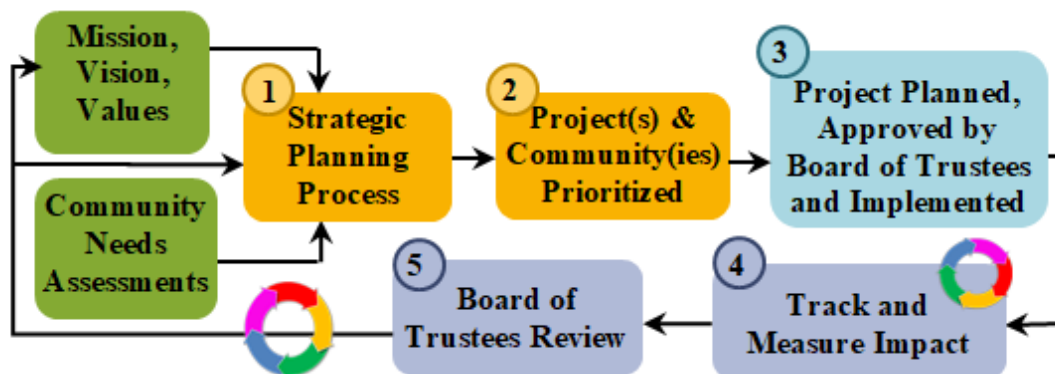 Mission,
Vision,
Values
1
Strategic
Planning
Process
2
Project(s) &
Community(ies)
Prioritized
3
Project Planned,
Approved by
Board of Trustees
and Implemented
Community
Needs
Assessments
4
Track and
Measure Impact
5
Board of
Trustees Review